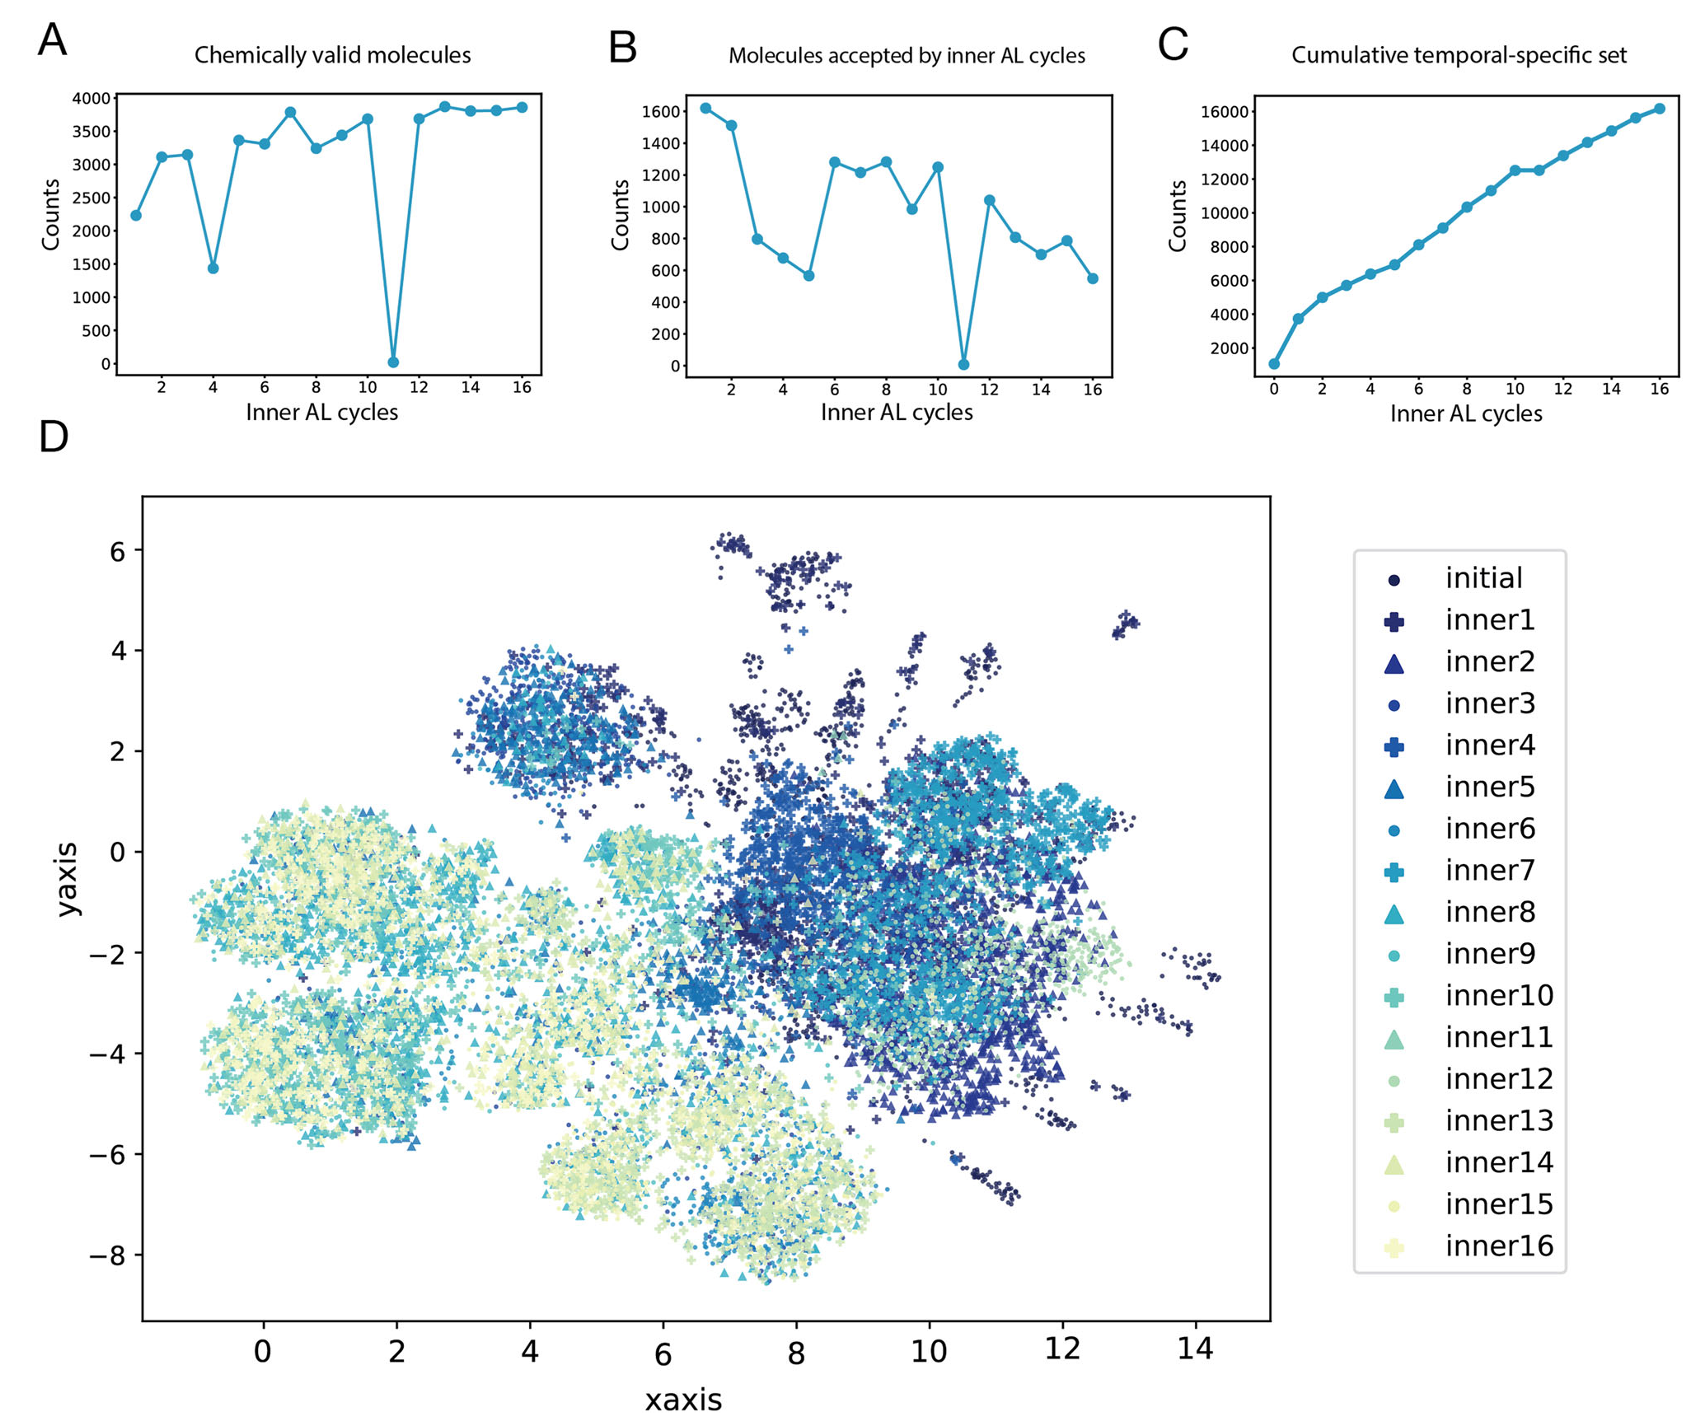 A
Chemically valid molecules
4000
3500
3000
2500
2000
1500
1000
500
0
Counts
2 4 6 8 10 12 14 16
Inner AL cycles
B
Molecules accepted by inner AL cycles
1600
1400
1200
1000
800
600
400
200
0
Counts
2 4 6 8 10 12 14 16
Inner AL cycles
C
Cumulative temporal-specific set
16000
14000
12000
10000
8000
6000
4000
2000
Counts
0 2 4 6 8 10 12 14 16
Inner AL cycles
D
6
4
2
0
−2
−4
−6
−8
yaxis
0 2 4 6 8 10 12 14
xaxis
initial
inner1
inner2
inner3
inner4
inner5
inner6
inner7
inner8
inner9
inner10
inner11
inner12
inner13
inner14
inner15
inner16